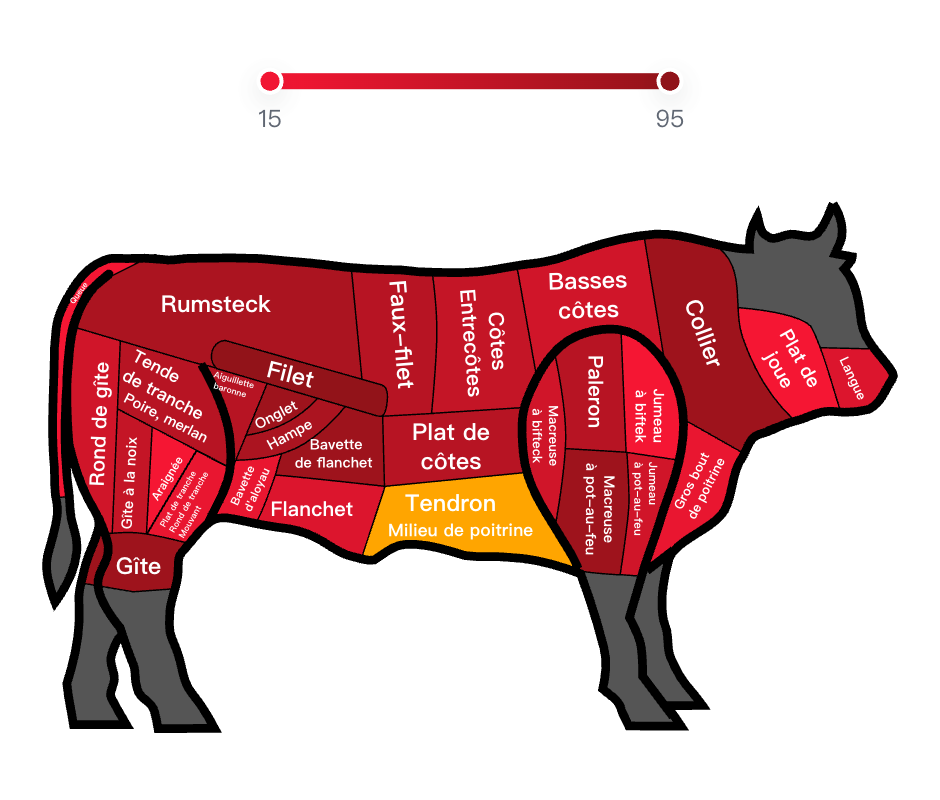 15
95
Queue
Rumsteck
Faux-filet
Côtes
Entrecôtes
Basses
côtes
Collier
Plat de
joue
Langue
Rond de gîte
Tende
de tranche
Poire, merlan
Gîte à la noix
Araignée
Plat de tranche
Rond de tranche
Mouvant
Gîte
Aiguillette
baronne
Filet
Onglet
Hampe
Bavette
de flanchet
Bavette
d'aloyau
Flanchet
Plat de
côtes
Tendron
Milieu de poitrine
Macreuse
à bifteck
Paleron
Jumeau
à biftek
Macreuse
à pot-au-feu
Jumeau
à pot-au-feu
Gros bout
de poitrine